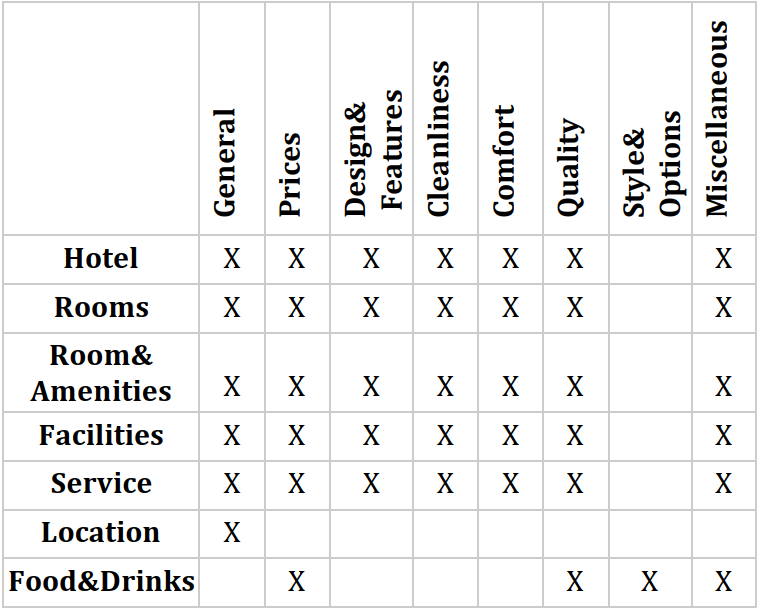 General
Prices
Design&
Features
Cleanliness
Comfort
Quality
Style&
Options
Miscellaneous
Hotel X X X X X X X
Rooms X X X X X X X
Room&
Amenities X X X X X X X
Facilities X X X X X X X
Service X X X X X X X
Location X
Food&Drinks X X X X